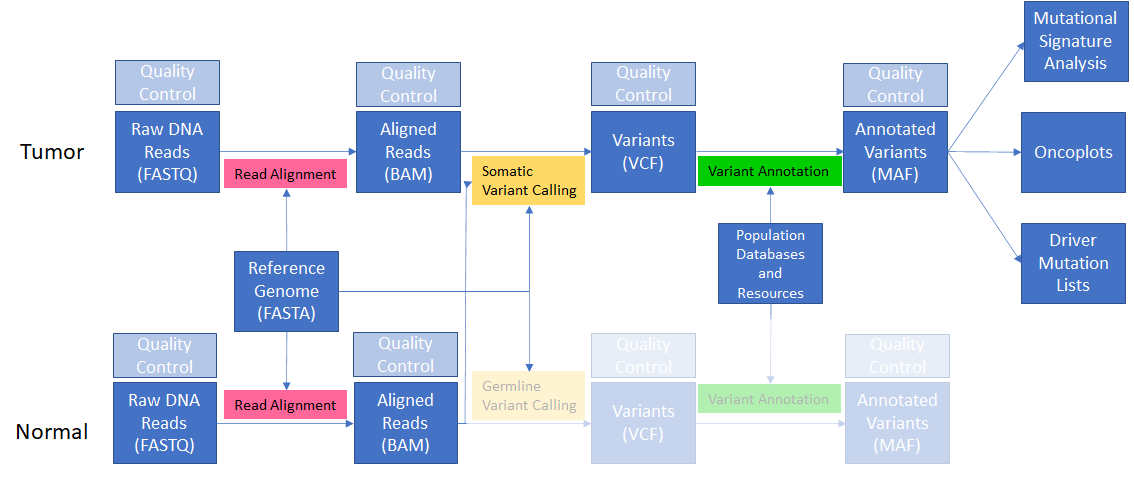 Mutational
Signature
Analysis
Quality
Control
Quality
Control
Quality
Control
Quality
Control
Tumor
Raw DNA
Reads
(FASTQ)
Read Alignment
Aligned
Reads
(BAM)
Somatic
Variant Calling
Variants
(VCF)
Variant Annotation
Annotated
Variants
(MAF)
Oncoplots
Reference
Genome
(FASTA)
Population
Databases
and
Resources
Driver
Mutation
Lists
Quality
Control
Quality
Control
Quality
Control
Quality
Control
Normal
Raw DNA
Reads
(FASTQ)
Read Alignment
Aligned
Reads
(BAM)
Germline
Variant Calling
Variants
(VCF)
Variant Annotation
Annotated
Variants
(MAF)